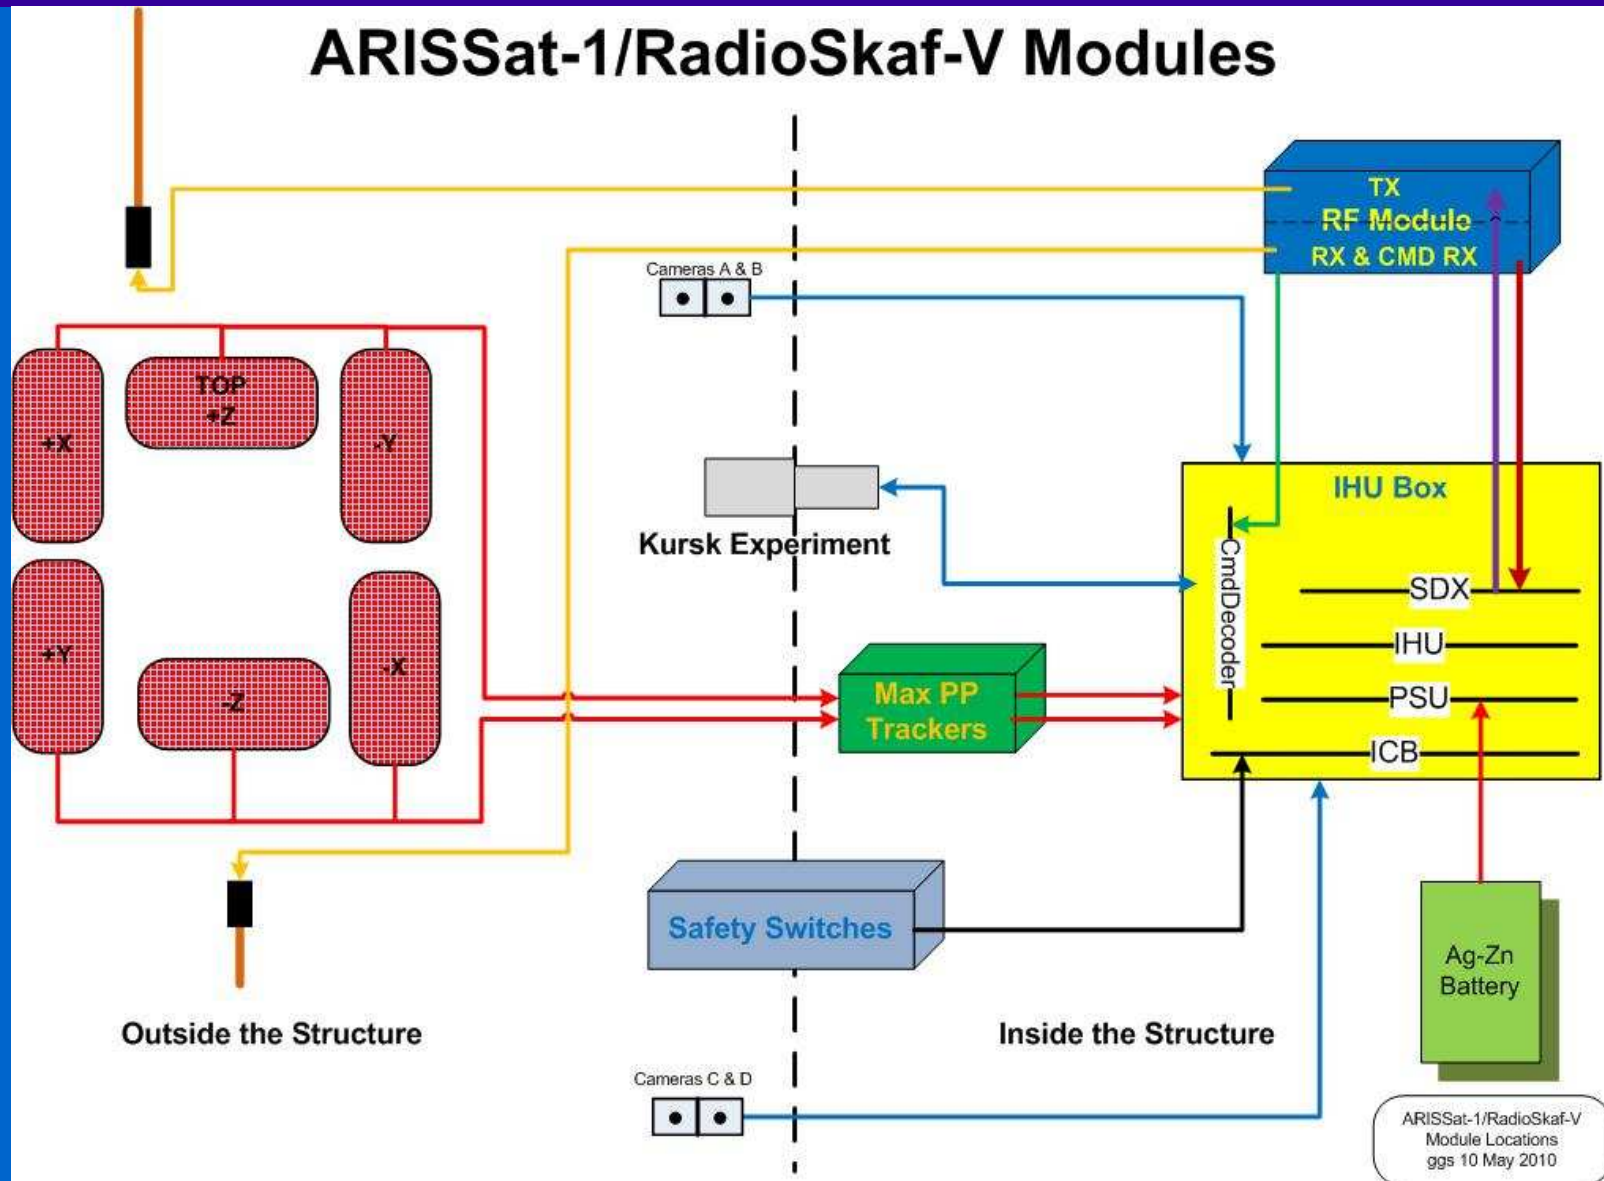 ARISSat-1/RadioSkaf-V Modules
TX
RF Module
RX & CMD RX
Cameras A & B
TOP
+Z
+X
-Y
IHU Box
Kursk Experiment
CmdDecoder
SDX
IHU
+Y
-X
-Z
Max PP
Trackers
PSU
ICB
Safety Switches
Ag-Zn
Battery
Outside the Structure
Inside the Structure
Cameras C & D
ARISSat-1/RadioSkaf-V
Module Locations
ggs 10 May 2010